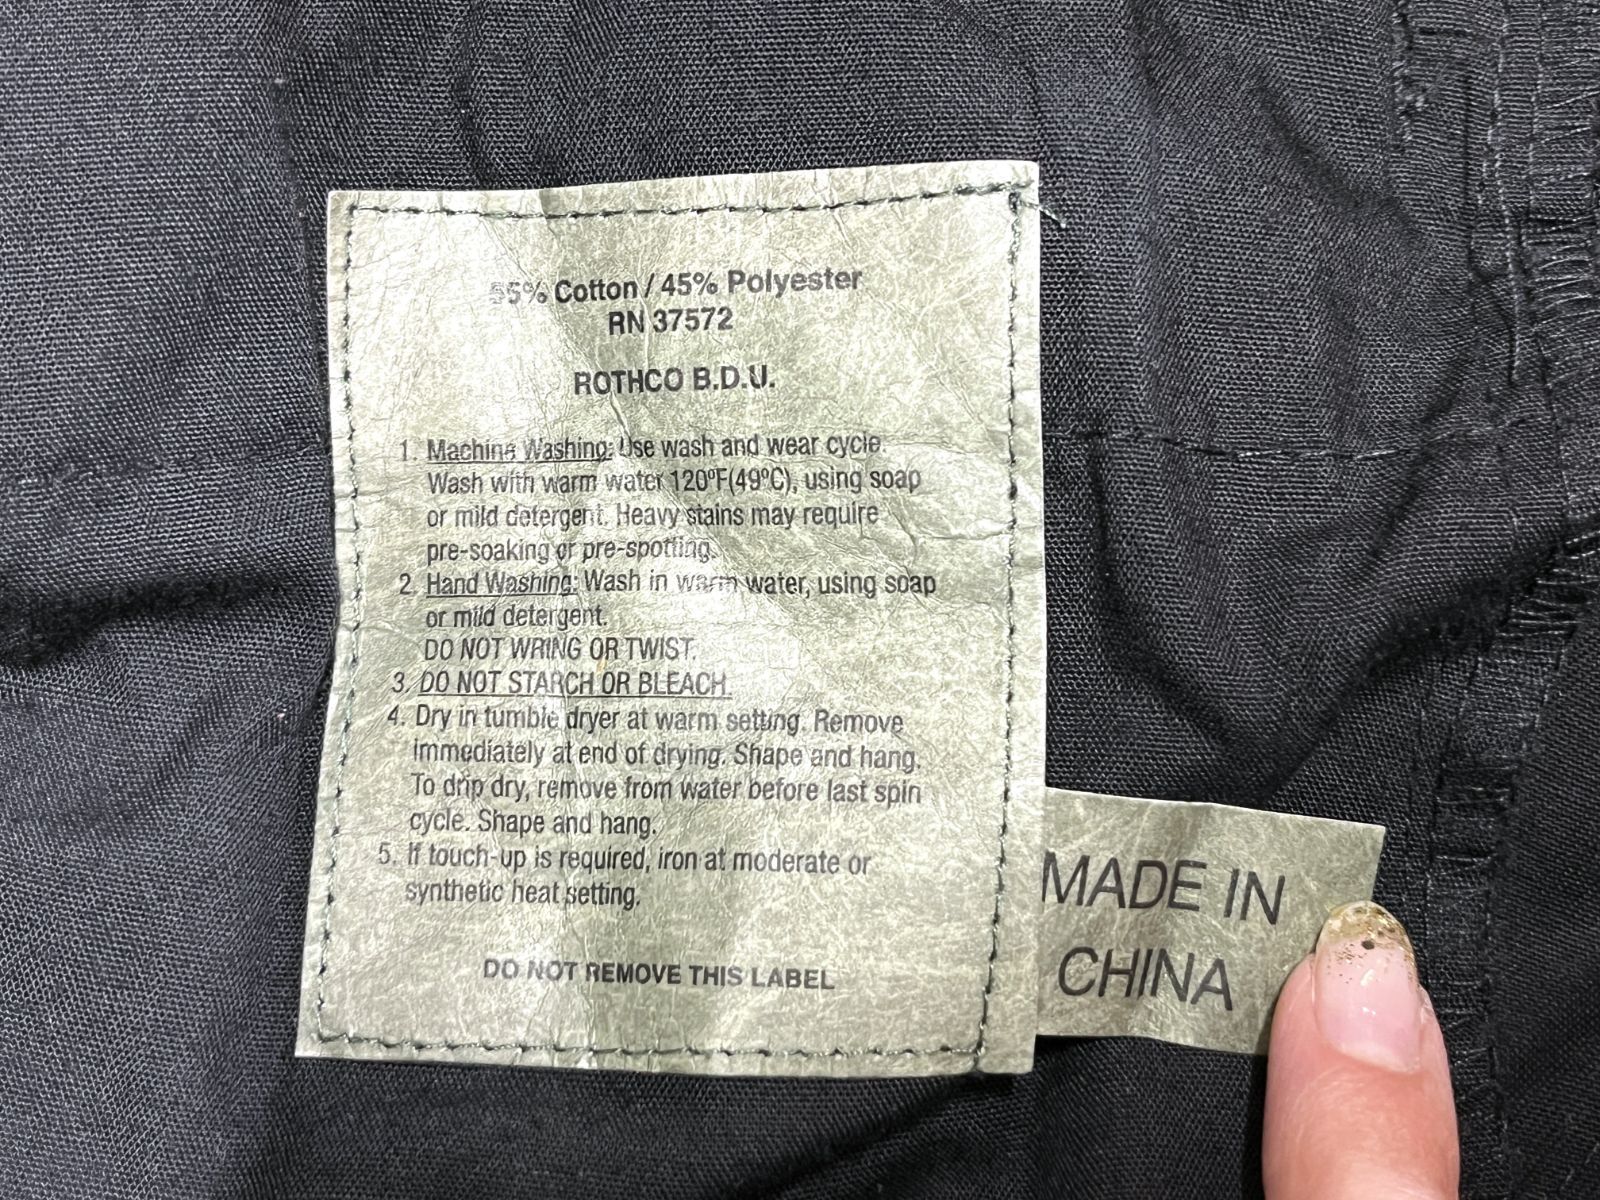 55% Cotton / 45% Polyester
RN 37572
ROTHCO B.D.U.
1. Machine Washing: Use wash and wear cycle.
Wash with warm water 120ºF(49ºC), using soap
or mild detergent. Heavy stains may require
pre-soaking or pre-spotting.
2. Hand Washing: Wash in warm water, using soap
or mild detergent.
DO NOT WRING OR TWIST.
3. DO NOT STARCH OR BLEACH.
4. Dry in tumble dryer at warm setting. Remove
immediately at end of drying. Shape and hang.
To drip dry, remove from water before last spin
cycle. Shape and hang.
5. If touch-up is required, iron at moderate or
synthetic heat setting.
DO NOT REMOVE THIS LABEL
MADE IN
CHINA